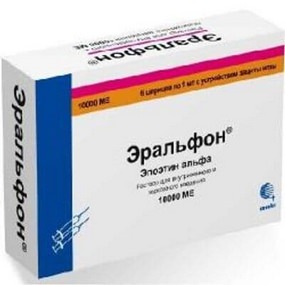 Эральфон®
10000 МЕ
6 шприцев по 1 мл с устройством защиты иглы
Эральфон®
Эпоэтин альфа
Раствор для внутривенного и
подкожного введения
10000 МЕ